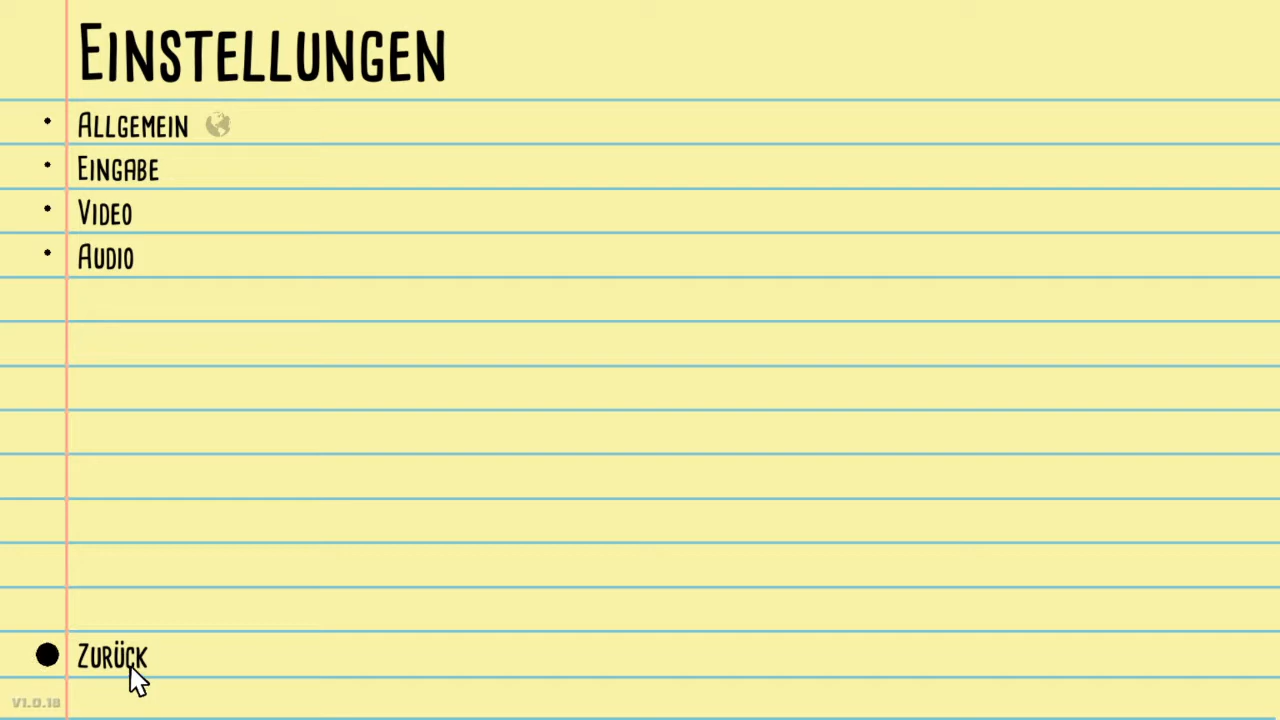 Einstellungen
Allgemein
Eingabe
Video
Audio
Zurück
V1.0.18